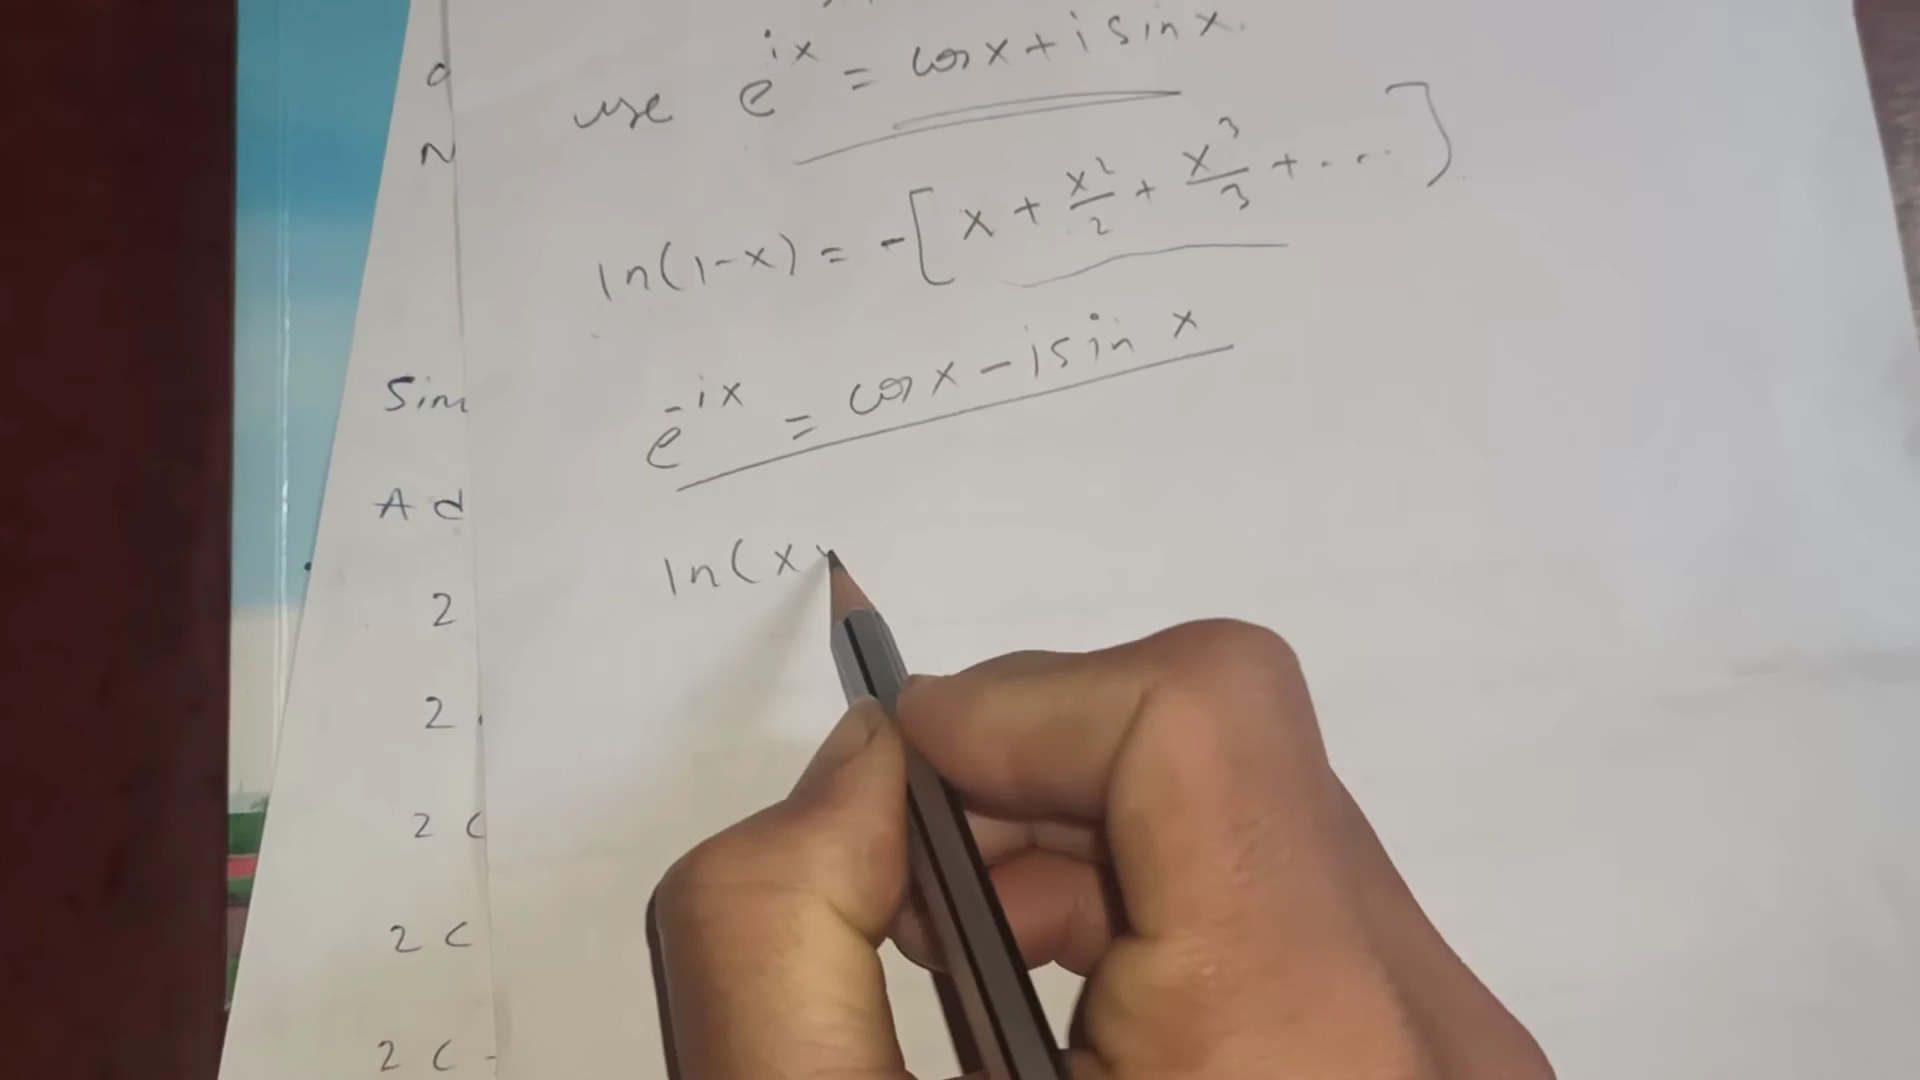 use e^{ix} = cos x + i sin x.
ln(1-x) = -[x + x²/2 + x³/3 + ...]
e^{-ix} = cos x - i sin x
ln(x
N
Sim
Ad
2
2
2 C
2 C
2 C -